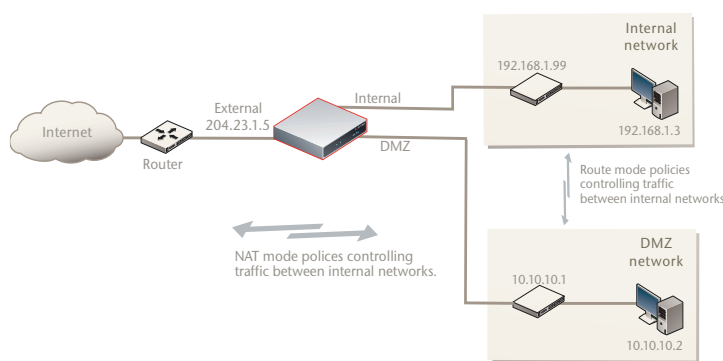 Internal
network
192.168.1.99
192.168.1.3
Internal
External
204.23.1.5
Internet
Router
DMZ
Route mode policies
controlling traffic
between internal networks.
NAT mode polices controlling
traffic between internal networks.
DMZ
network
10.10.10.1
10.10.10.2